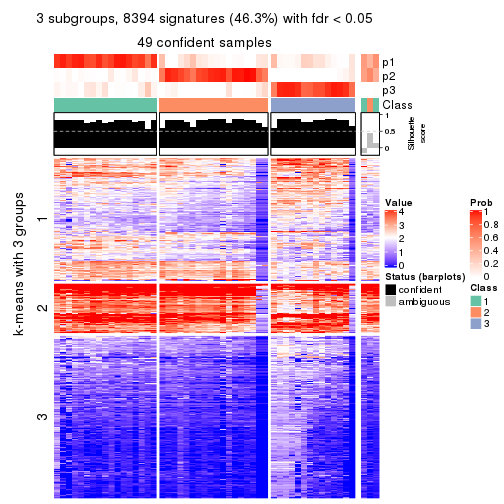 3 subgroups, 8394 signatures (46.3%) with fdr < 0.05
49 confident samples
p1
p2
p3
Class
1
0.5
0
Silhouette
score
k-means with 3 groups
1
2
3
Value
4
3
2
1
0
Status (barplots)
confident
ambiguous
Prob
1
0.8
0.6
0.4
0.2
0
Class
1
2
3